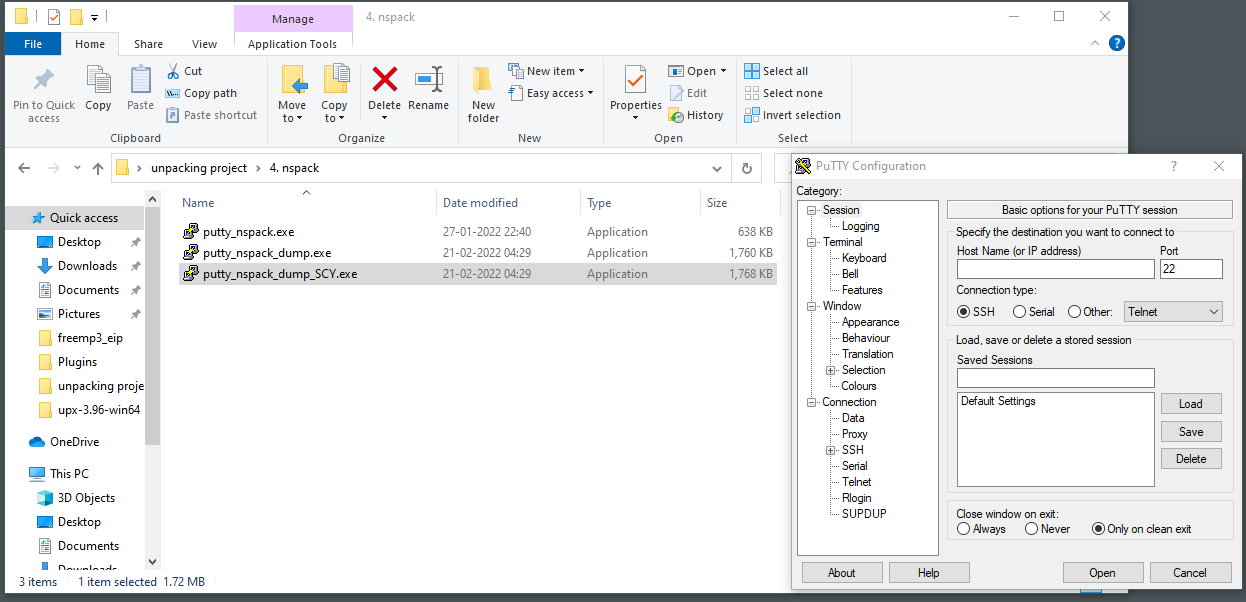 Manage
4. nspack
File
Home
Share
View
Application Tools
Pin to Quick access
Copy
Paste
Cut
Copy path
Paste shortcut
Clipboard
Move to
Copy to
Delete
Rename
Organize
New folder
New item
Easy access
New
Properties
Open
Edit
History
Open
Select all
Select none
Invert selection
Select
unpacking project
4. nspack
Name
Date modified
Type
Size
putty_nspack.exe 27-01-2022 22:40 Application 638 KB
putty_nspack_dump.exe 21-02-2022 04:29 Application 1,760 KB
putty_nspack_dump_SCY.exe 21-02-2022 04:29 Application 1,768 KB
Quick access
Desktop
Downloads
Documents
Pictures
freemp3_eip
Plugins
unpacking proje
upx-3.96-win64
OneDrive
This PC
3D Objects
Desktop
Documents
Downloads
3 items
1 item selected 1.72 MB
PuTTY Configuration
?
Category:
Session
Logging
Terminal
Keyboard
Bell
Features
Window
Appearance
Behaviour
Translation
Selection
Colours
Connection
Data
Proxy
SSH
Serial
Telnet
Rlogin
SUPDUP
Basic options for your PuTTY session
Specify the destination you want to connect to
Host Name (or IP address)
Port
22
Connection type:
SSH
Serial
Other:
Telnet
Load, save or delete a stored session
Saved Sessions
Default Settings
Load
Save
Delete
Close window on exit:
Always
Never
Only on clean exit
About
Help
Open
Cancel